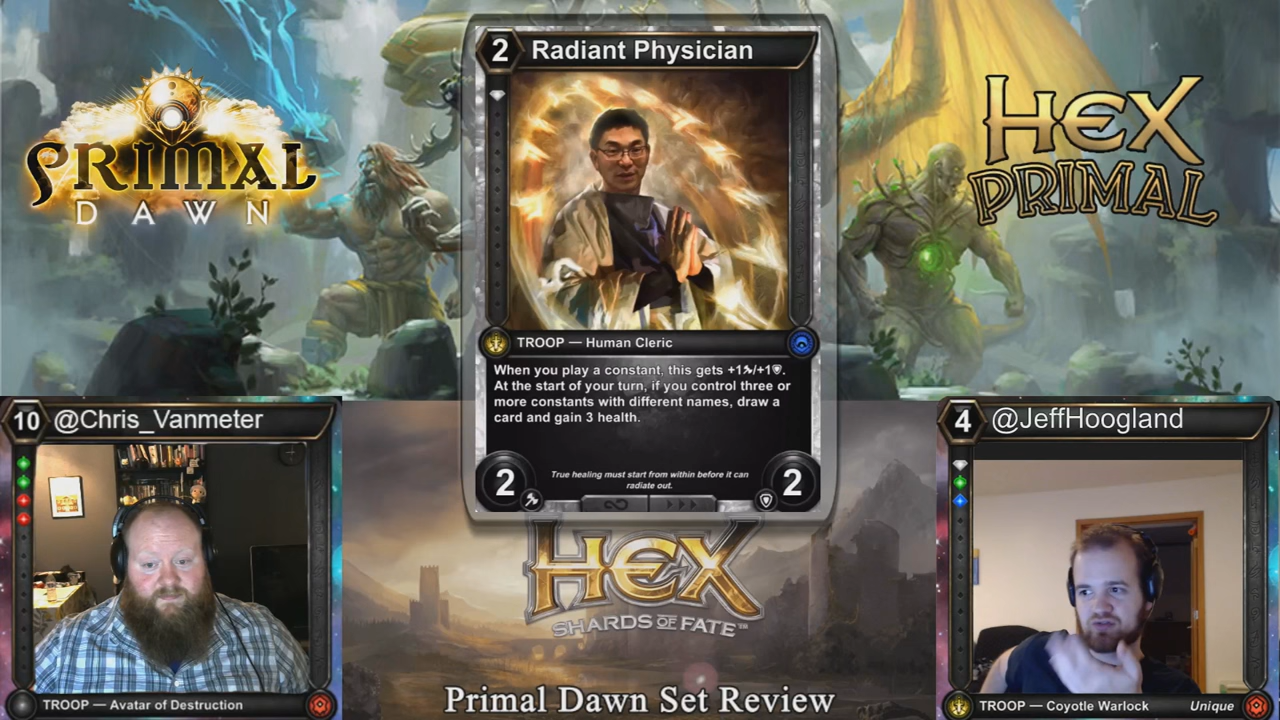 PRIMAL
DAWN
HEX
PRIMAL
2 Radiant Physician
TROOP — Human Cleric
When you play a constant, this gets +1/+1.
At the start of your turn, if you control three or
more constants with different names, draw a
card and gain 3 health.
True healing must start from within before it can
radiate out.
2
2
10 @Chris_Vanmeter
TROOP — Avatar of Destruction
4 @JeffHoogland
TROOP — Coyotle Warlock Unique
HEX
SHARDS OF FATE™
Primal Dawn Set Review